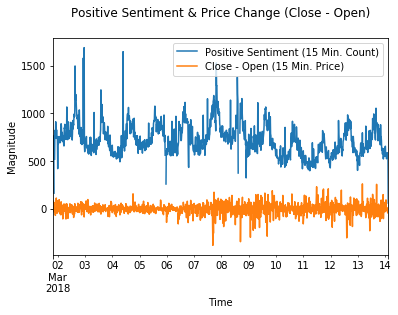 Positive Sentiment & Price Change (Close - Open)
Positive Sentiment (15 Min. Count)
Close - Open (15 Min. Price)
Magnitude
1500
1000
500
0
02 03 04 05 06 07 08 09 10 11 12 13 14
Mar
2018
Time